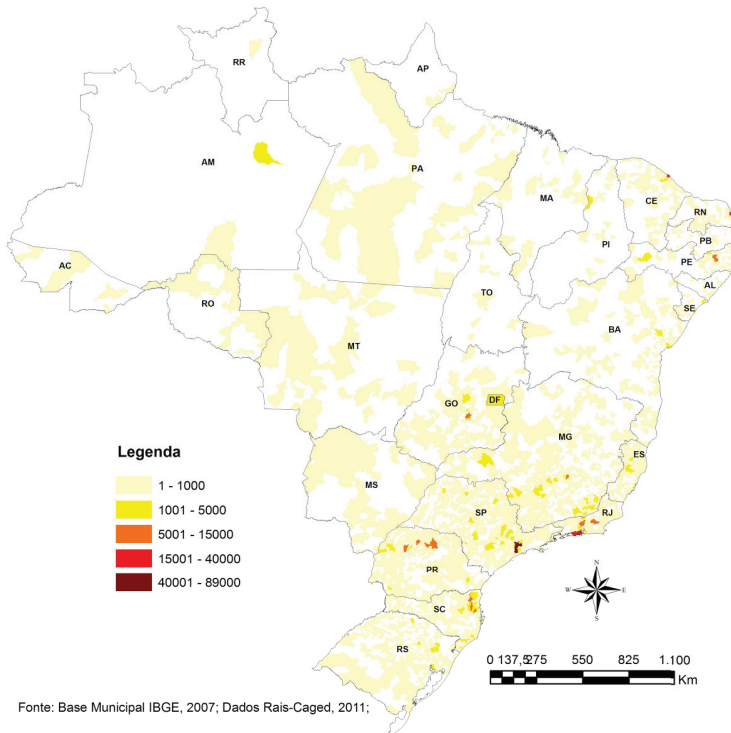 RR
AP
AM
PA
MA
CE
RN
PB
PI
PE
AL
SE
AC
RO
TO
BA
MT
GO
DF
MG
ES
MS
SP
RJ
PR
SC
RS
Legenda
1 - 1000
1001 - 5000
5001 - 15000
15001 - 40000
40001 - 89000
N
W E
S
0 137,5275 550 825 1.100
Km
Fonte: Base Municipal IBGE, 2007; Dados Rais-Caged, 2011;